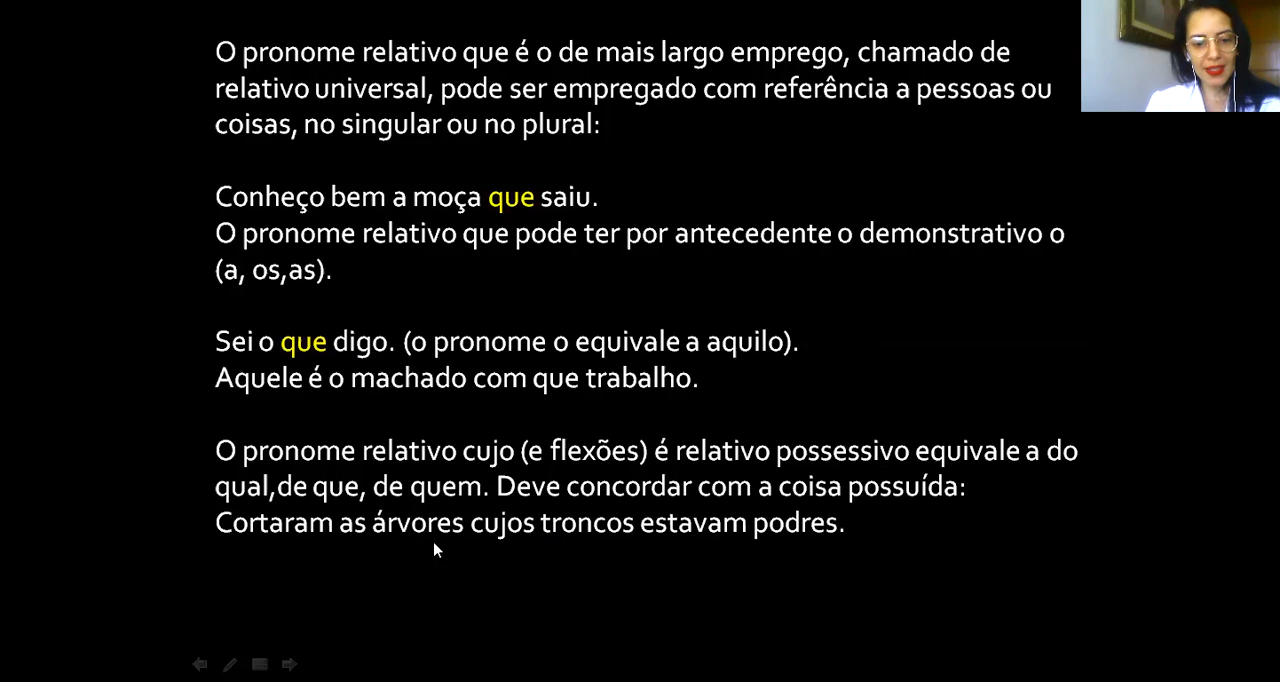 O pronome relativo que é o de mais largo emprego, chamado de
relativo universal, pode ser empregado com referência a pessoas ou
coisas, no singular ou no plural:
Conheço bem a moça que saiu.
O pronome relativo que pode ter por antecedente o demonstrativo o
(a, os,as).
Sei o que digo. (o pronome o equivale a aquilo).
Aquele é o machado com que trabalho.
O pronome relativo cujo (e flexões) é relativo possessivo equivale a do
qual,de que, de quem. Deve concordar com a coisa possuída:
Cortaram as árvores cujos troncos estavam podres.